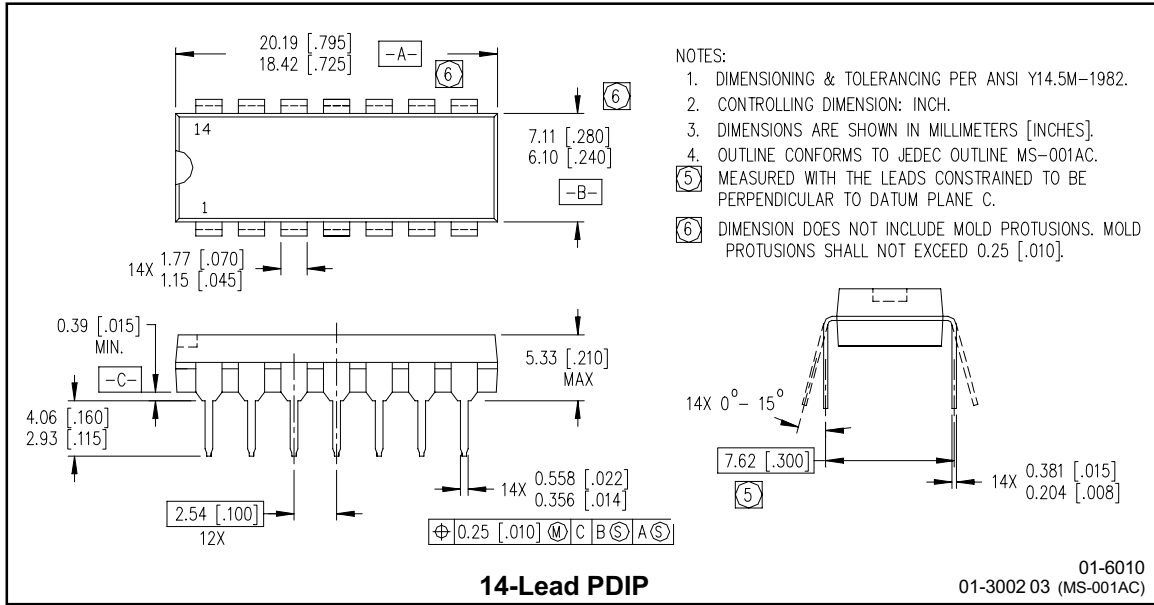 20.19 [.795]
18.42 [.725]
-A-
6
6
14
1
7.11 [.280]
6.10 [.240]
-B-
14X 1.77 [.070]
1.15 [.045]
NOTES:
1. DIMENSIONING & TOLERANCING PER ANSI Y14.5M-1982.
2. CONTROLLING DIMENSION: INCH.
3. DIMENSIONS ARE SHOWN IN MILLIMETERS [INCHES].
4. OUTLINE CONFORMS TO JEDEC OUTLINE MS-001AC.
5 MEASURED WITH THE LEADS CONSTRAINED TO BE
PERPENDICULAR TO DATUM PLANE C.
6 DIMENSION DOES NOT INCLUDE MOLD PROTUSIONS. MOLD
PROTUSIONS SHALL NOT EXCEED 0.25 [.010].
0.39 [.015]
MIN.
-C-
4.06 [.160]
2.93 [.115]
5.33 [.210]
MAX
2.54 [.100]
12X
14X 0.558 [.022]
0.356 [.014]
⌖ 0.25 [.010] Ⓜ C B Ⓢ A Ⓢ
14X 0°- 15°
7.62 [.300]
5
14X 0.381 [.015]
0.204 [.008]
14-Lead PDIP
01-6010
01-3002 03 (MS-001AC)